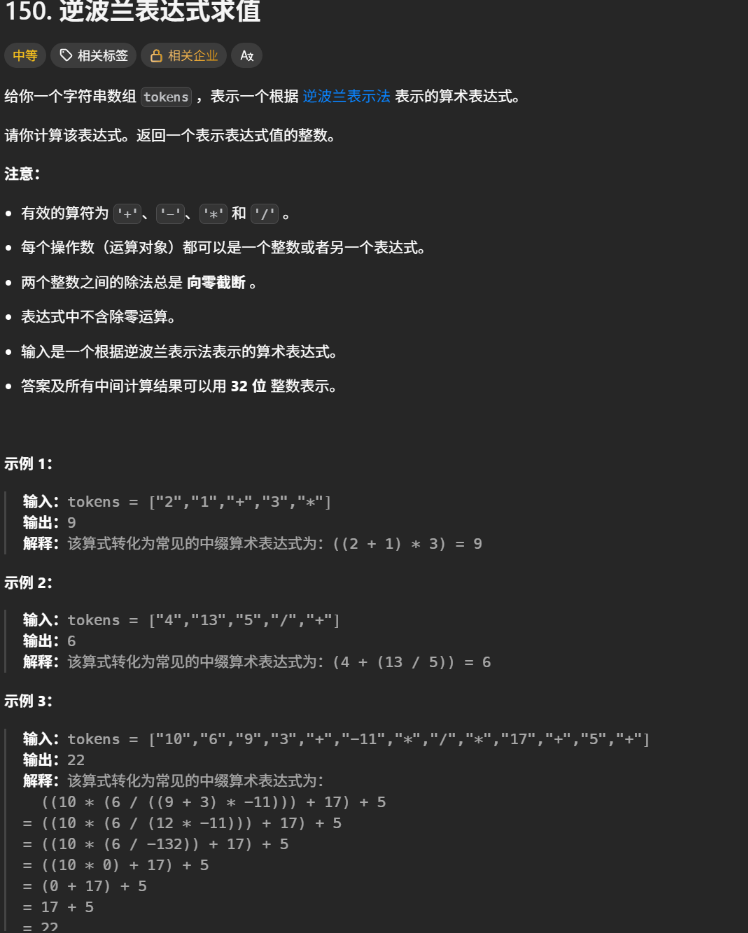 150. 逆波兰表达式求值
中等 相关标签 相关企业 Aあ
给你一个字符串数组 tokens ，表示一个根据 逆波兰表示法 表示的算术表达式。
请你计算该表达式。返回一个表示表达式值的整数。
注意：
有效的算符为 '+'、'-'、'*' 和 '/' 。
每个操作数（运算对象）都可以是一个整数或者另一个表达式。
两个整数之间的除法总是 向零截断 。
表达式中不含除零运算。
输入是一个根据逆波兰表示法表示的算术表达式。
答案及所有中间计算结果可以用 32 位 整数表示。
示例 1：
输入：tokens = ["2","1","+","3","*"]
输出：9
解释：该算式转化为常见的中缀算术表达式为：((2 + 1) * 3) = 9
示例 2：
输入：tokens = ["4","13","5","/","+"]
输出：6
解释：该算式转化为常见的中缀算术表达式为：(4 + (13 / 5)) = 6
示例 3：
输入：tokens = ["10","6","9","3","+","-11","*","/","*","17","+","5","+"]
输出：22
解释：该算式转化为常见的中缀算术表达式为：
((10 * (6 / ((9 + 3) * -11))) + 17) + 5
= ((10 * (6 / (12 * -11))) + 17) + 5
= ((10 * (6 / -132)) + 17) + 5
= ((10 * 0) + 17) + 5
= (0 + 17) + 5
= 17 + 5
= 22